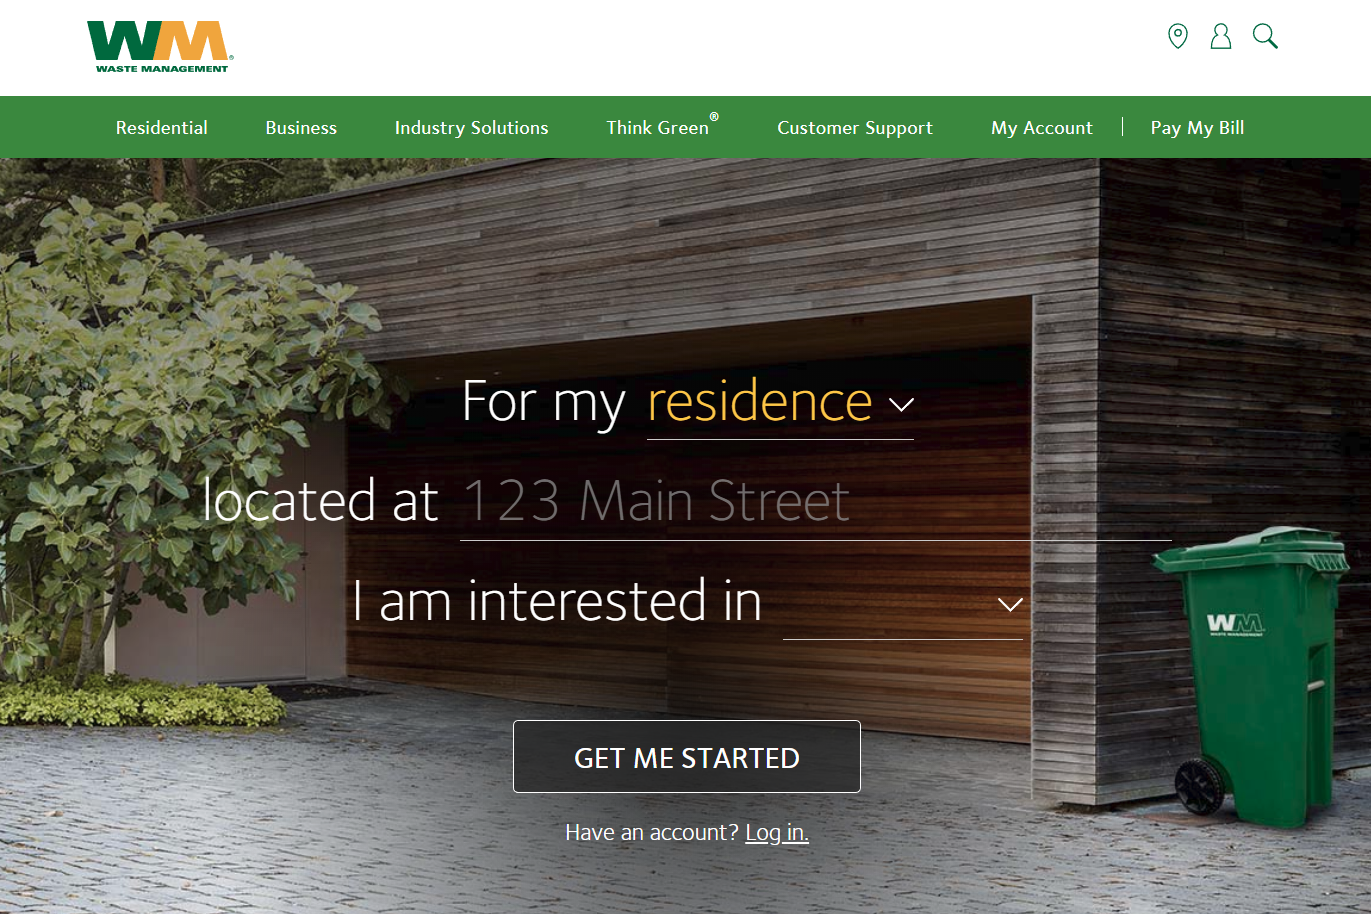 WM®
WASTE MANAGEMENT
Residential Business Industry Solutions Think Green® Customer Support My Account | Pay My Bill
For my residence
located at 123 Main Street
I am interested in
WM
WASTE MANAGEMENT
GET ME STARTED
Have an account? Log in.